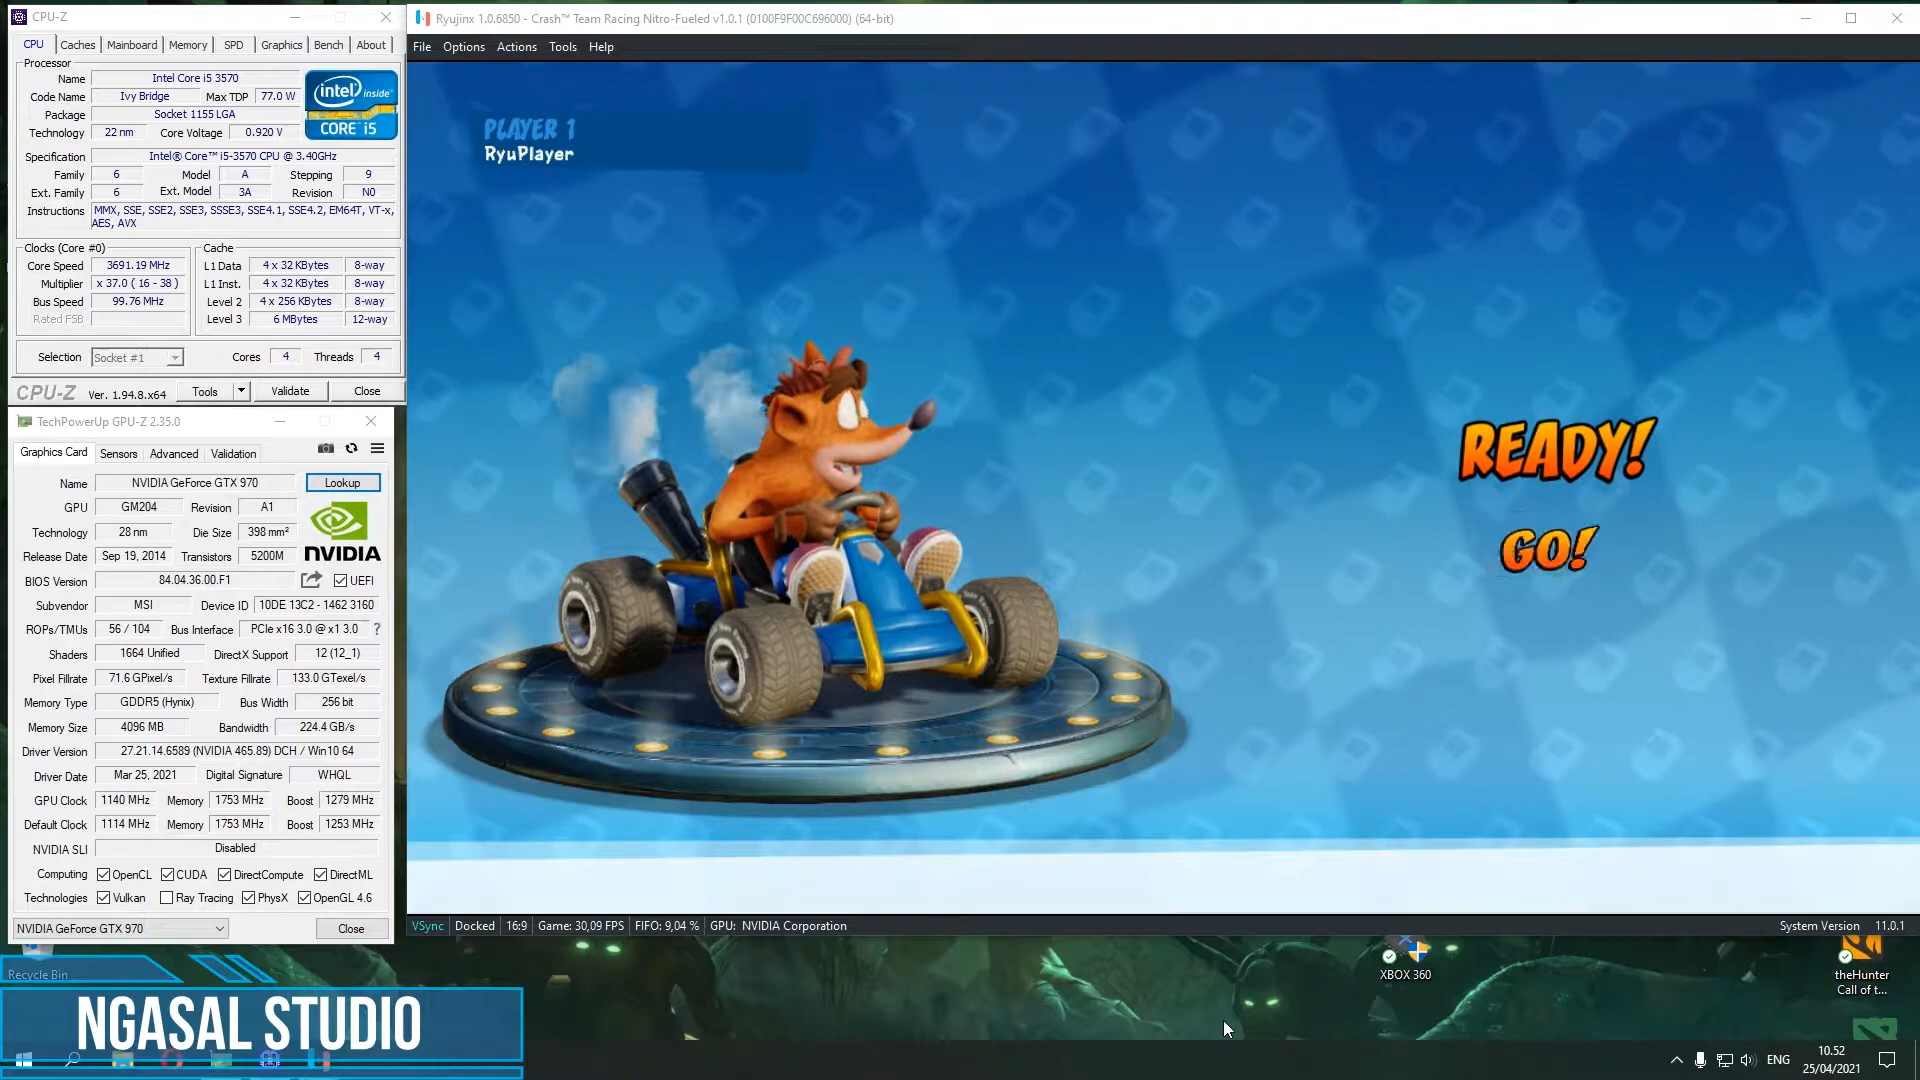 CPU-Z
CPU Caches Mainboard Memory SPD Graphics Bench About
Processor
Name Intel Core i5 3570
Code Name Ivy Bridge Max TDP 77.0 W
Package Socket 1155 LGA
Technology 22 nm Core Voltage 0.920 V
intel inside™
CORE i5
Specification Intel® Core™ i5-3570 CPU @ 3.40GHz
Family 6 Model A Stepping 9
Ext. Family 6 Ext. Model 3A Revision N0
Instructions MMX, SSE, SSE2, SSE3, SSSE3, SSE4.1, SSE4.2, EM64T, VT-x,
AES, AVX
Clocks (Core #0)
Core Speed 3691.19 MHz
Multiplier x 37.0 ( 16 - 38 )
Bus Speed 99.76 MHz
Rated FSB
Cache
L1 Data 4 x 32 KBytes 8-way
L1 Inst. 4 x 32 KBytes 8-way
Level 2 4 x 256 KBytes 8-way
Level 3 6 MBytes 12-way
Selection Socket #1 Cores 4 Threads 4
CPU-Z Ver. 1.94.8.x64 Tools Validate Close
TechPowerUp GPU-Z 2.35.0
Graphics Card Sensors Advanced Validation
Name NVIDIA GeForce GTX 970 Lookup
GPU GM204 Revision A1
Technology 28 nm Die Size 398 mm²
Release Date Sep 19, 2014 Transistors 5200M
NVIDIA
BIOS Version 84.04.36.00.F1 UEFI
Subvendor MSI Device ID 10DE 13C2 - 1462 3160
ROPs/TMUs 56 / 104 Bus Interface PCIe x16 3.0 @ x1 3.0 ?
Shaders 1664 Unified DirectX Support 12 (12_1)
Pixel Fillrate 71.6 GPixel/s Texture Fillrate 133.0 GTexel/s
Memory Type GDDR5 (Hynix) Bus Width 256 bit
Memory Size 4096 MB Bandwidth 224.4 GB/s
Driver Version 27.21.14.6589 (NVIDIA 465.89) DCH / Win10 64
Driver Date Mar 25, 2021 Digital Signature WHQL
GPU Clock 1140 MHz Memory 1753 MHz Boost 1279 MHz
Default Clock 1114 MHz Memory 1753 MHz Boost 1253 MHz
NVIDIA SLI Disabled
Computing OpenCL CUDA DirectCompute DirectML
Technologies Vulkan Ray Tracing PhysX OpenGL 4.6
NVIDIA GeForce GTX 970 Close
Ryujinx 1.0.6850 - Crash™ Team Racing Nitro-Fueled v1.0.1 (0100F9F00C696000) (64-bit)
File Options Actions Tools Help
PLAYER 1
RyuPlayer
READY!
GO!
VSync Docked 16:9 Game: 30,09 FPS FIFO: 9,04 % GPU: NVIDIA Corporation System Version 11.0.1
Recycle Bin
XBOX 360
theHunter
Call of t...
NGASAL STUDIO
ENG
10.52
25/04/2021